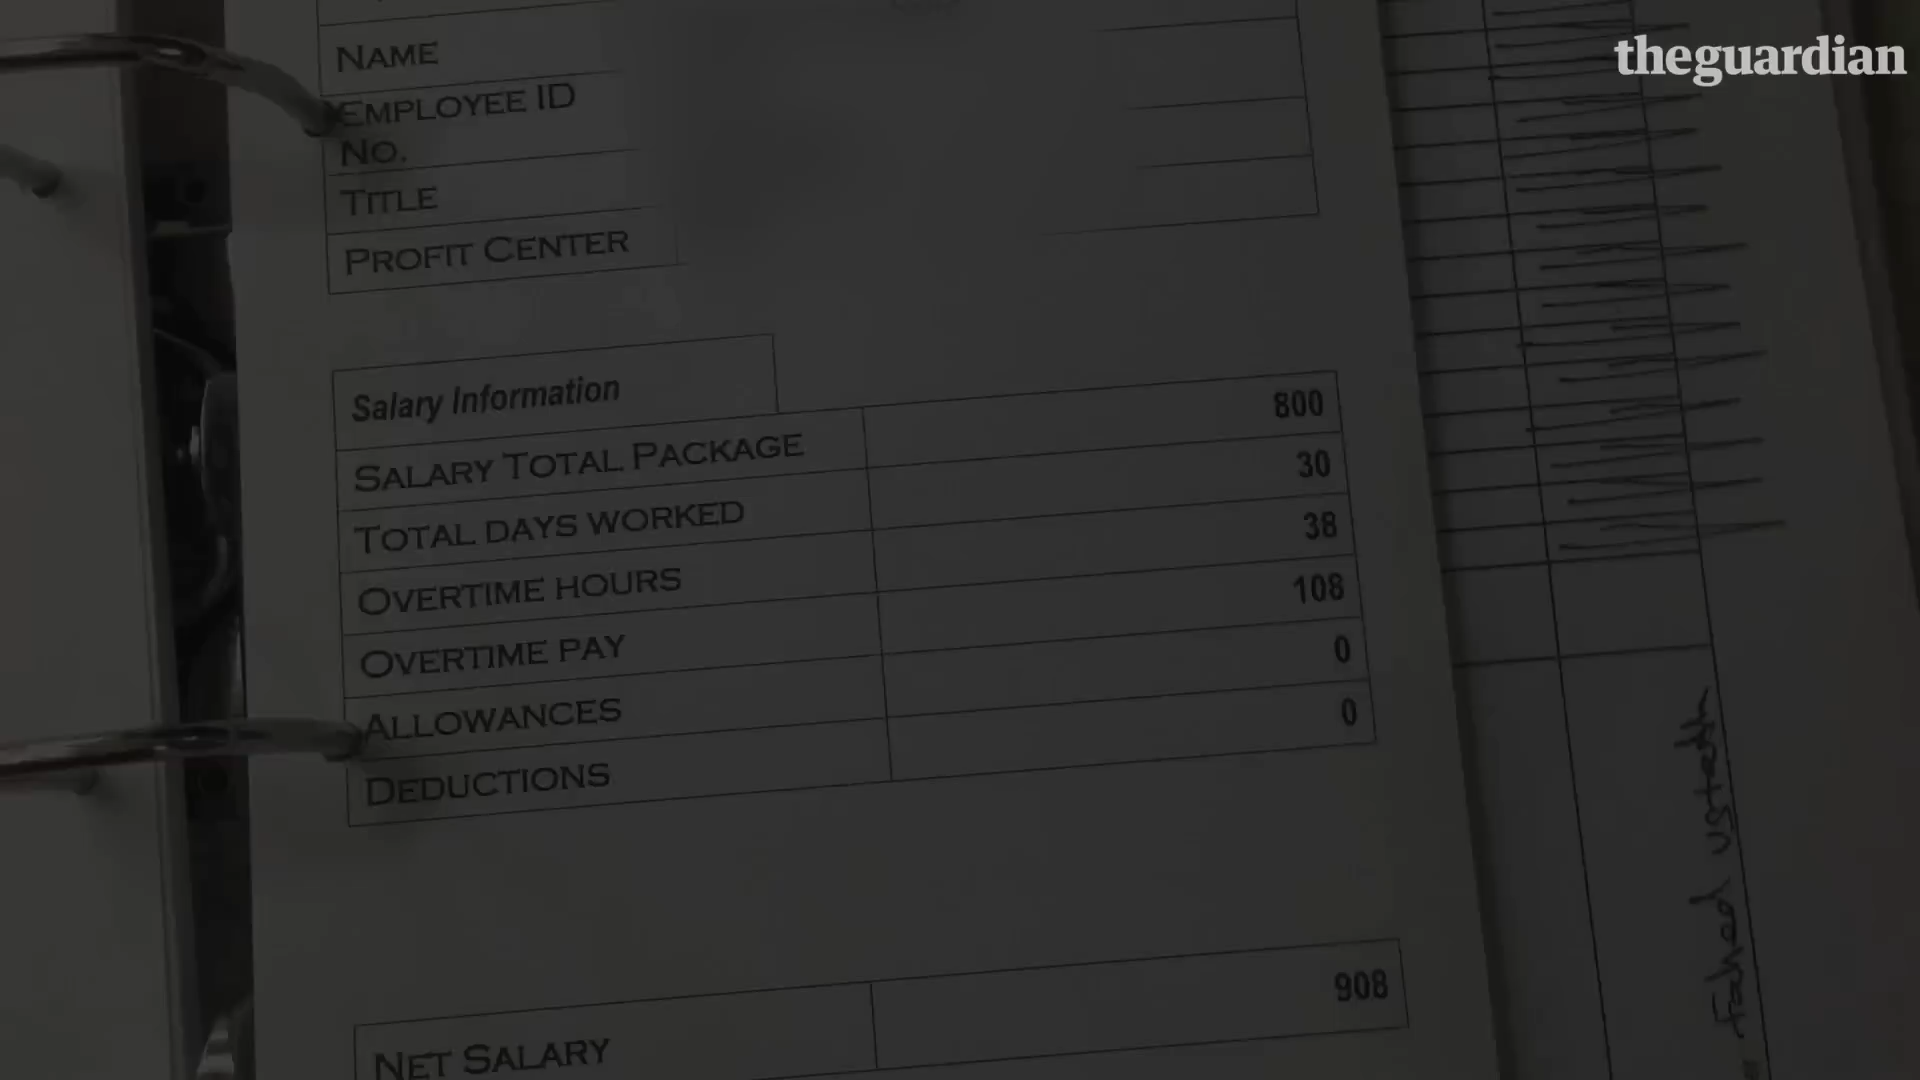 theguardian
NAME
EMPLOYEE ID
NO.
TITLE
PROFIT CENTER
Salary Information
SALARY TOTAL PACKAGE 800
TOTAL DAYS WORKED 30
OVERTIME HOURS 38
OVERTIME PAY 108
ALLOWANCES 0
DEDUCTIONS 0
NET SALARY 908